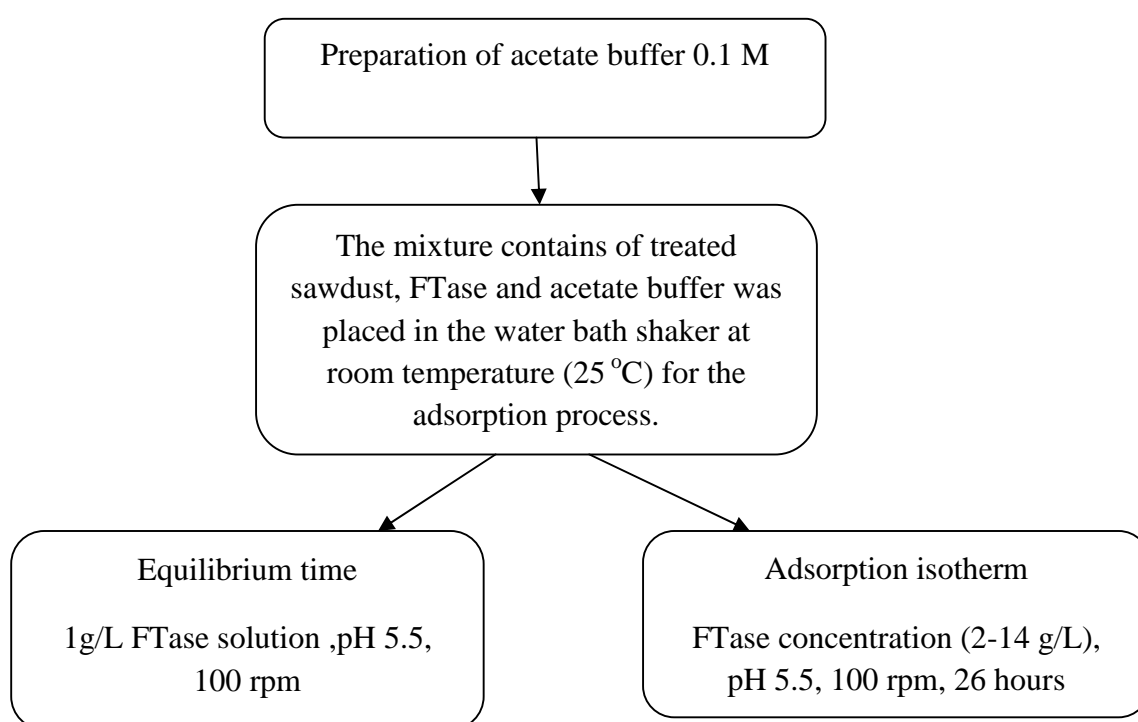 Preparation of acetate buffer 0.1 M
The mixture contains of treated
sawdust, FTase and acetate buffer was
placed in the water bath shaker at
room temperature (25 °C) for the
adsorption process.
Equilibrium time
1g/L FTase solution ,pH 5.5,
100 rpm
Adsorption isotherm
FTase concentration (2-14 g/L),
pH 5.5, 100 rpm, 26 hours